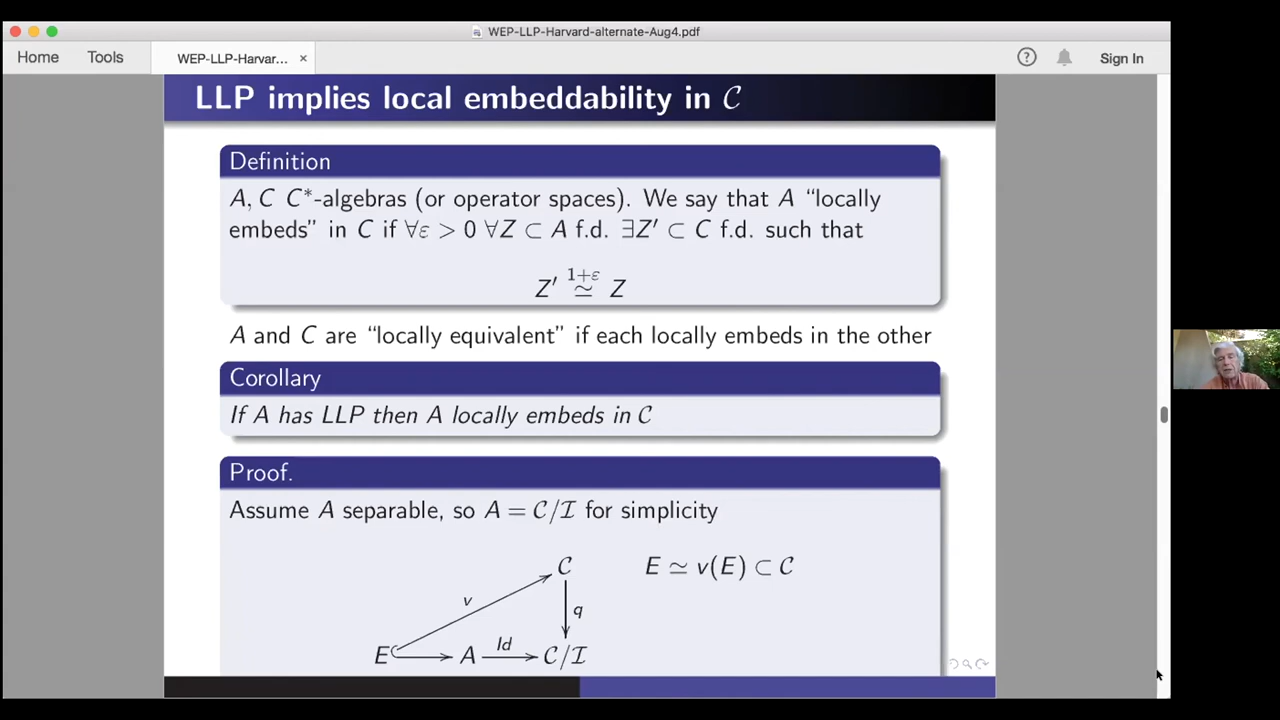 WEP-LLP-Harvard-alternate-Aug4.pdf
Home Tools WEP-LLP-Harvar... × Sign In
LLP implies local embeddability in 𝒞
Definition
A, C C*-algebras (or operator spaces). We say that A “locally
embeds” in C if ∀ε > 0 ∀Z ⊂ A f.d. ∃Z′ ⊂ C f.d. such that
1+ε
Z′ ≃ Z
A and C are “locally equivalent” if each locally embeds in the other
Corollary
If A has LLP then A locally embeds in 𝒞
Proof.
Assume A separable, so A = 𝒞/ℐ for simplicity
𝒞 E ≃ v(E) ⊂ 𝒞
v
q
E A Id 𝒞/ℐ